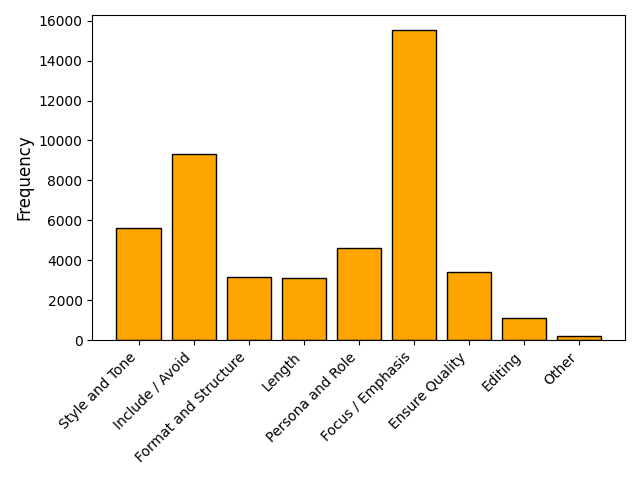 16000
14000
12000
10000
8000
6000
4000
2000
0
Frequency
Style and Tone
Include / Avoid
Format and Structure
Length
Persona and Role
Focus / Emphasis
Ensure Quality
Editing
Other